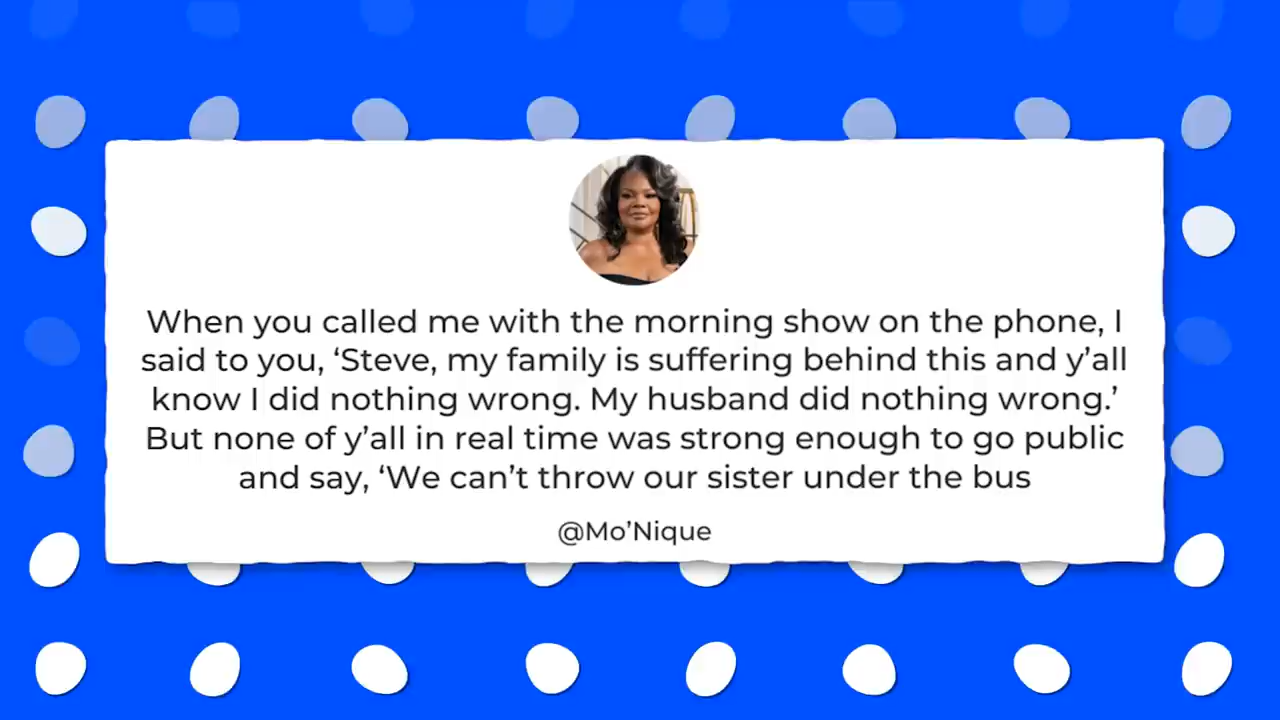 When you called me with the morning show on the phone, I
said to you, ‘Steve, my family is suffering behind this and y’all
know I did nothing wrong. My husband did nothing wrong.’
But none of y’all in real time was strong enough to go public
and say, ‘We can’t throw our sister under the bus
@Mo’Nique